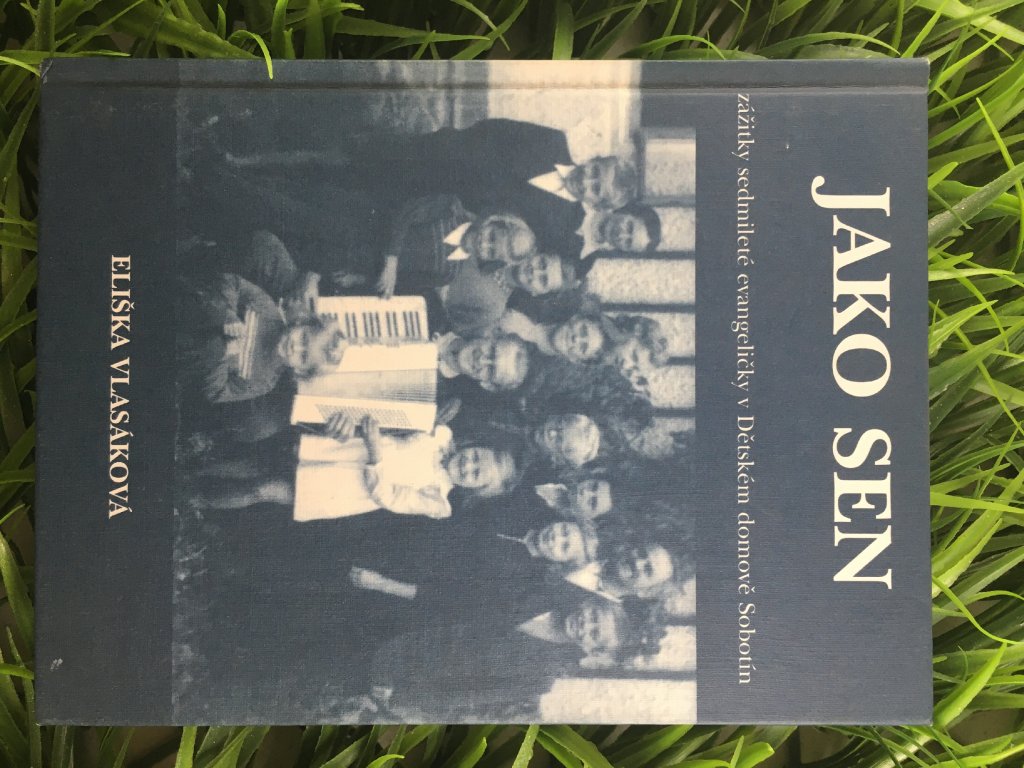 JAKO SEN
zážitky sedmileté evangeličky v Dětském domově Sobotín
ELIŠKA VLASÁKOVÁ